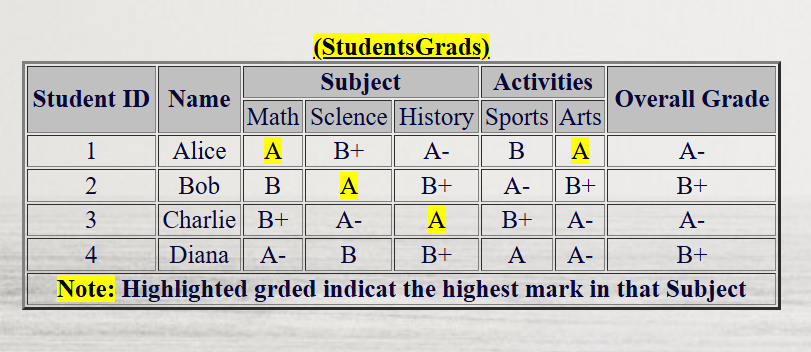 (StudentsGrads)
Student ID Name Subject Activities Overall Grade
Math Sclence History Sports Arts
1 Alice A B+ A- B A A-
2 Bob B A B+ A- B+ B+
3 Charlie B+ A- A B+ A- A-
4 Diana A- B B+ A A- B+
Note: Highlighted grded indicat the highest mark in that Subject